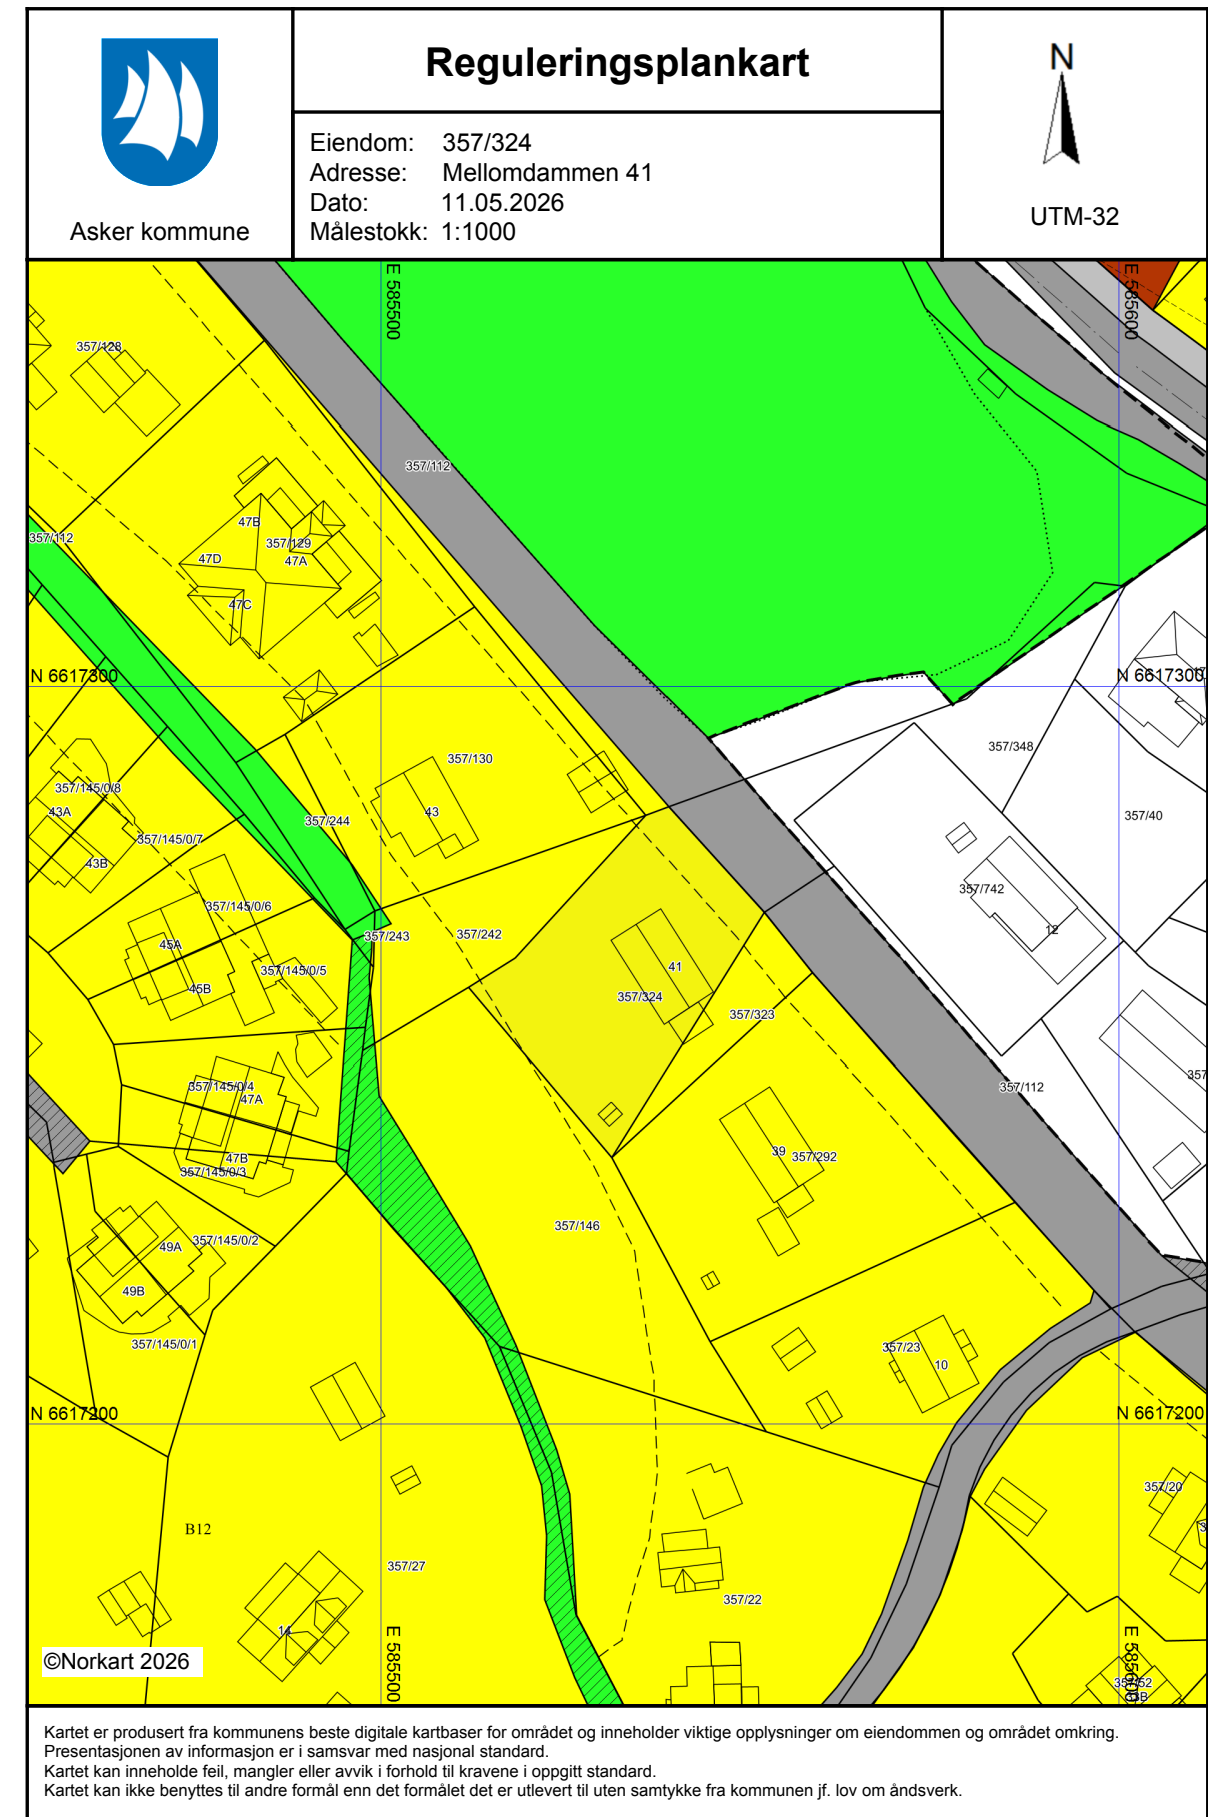 Reguleringsplankart
N
Eiendom: 357/324
Adresse: Mellomdammen 41
Dato: 11.05.2026
Målestokk: 1:1000
Asker kommune
UTM-32
E 585500
E 585600
357/128
357/112
47B
357/129
47D
47A
357/112
47C
N 6617300
N 6617300
357/348
357/130
357/145/0/8
43A
43
357/244
357/40
357/145/0/7
43B
357/742
357/145/0/6
12
357/243
357/242
45A
41
357/145/0/5
45B
357/324
357/323
357
357/145/0/4
47A
357/112
39
357/292
47B
357/145/0/3
357/146
357/145/0/2
49A
49B
357/145/0/1
357/23
10
N 6617200
N 6617200
357/20
B12
357/27
357/22
14
E 585500
E 585600
©Norkart 2026
357/52
Kartet er produsert fra kommunens beste digitale kartbaser for området og inneholder viktige opplysninger om eiendommen og området omkring.
Presentasjonen av informasjon er i samsvar med nasjonal standard.
Kartet kan inneholde feil, mangler eller avvik i forhold til kravene i oppgitt standard.
Kartet kan ikke benyttes til andre formål enn det formålet det er utlevert til uten samtykke fra kommunen jf. lov om åndsverk.